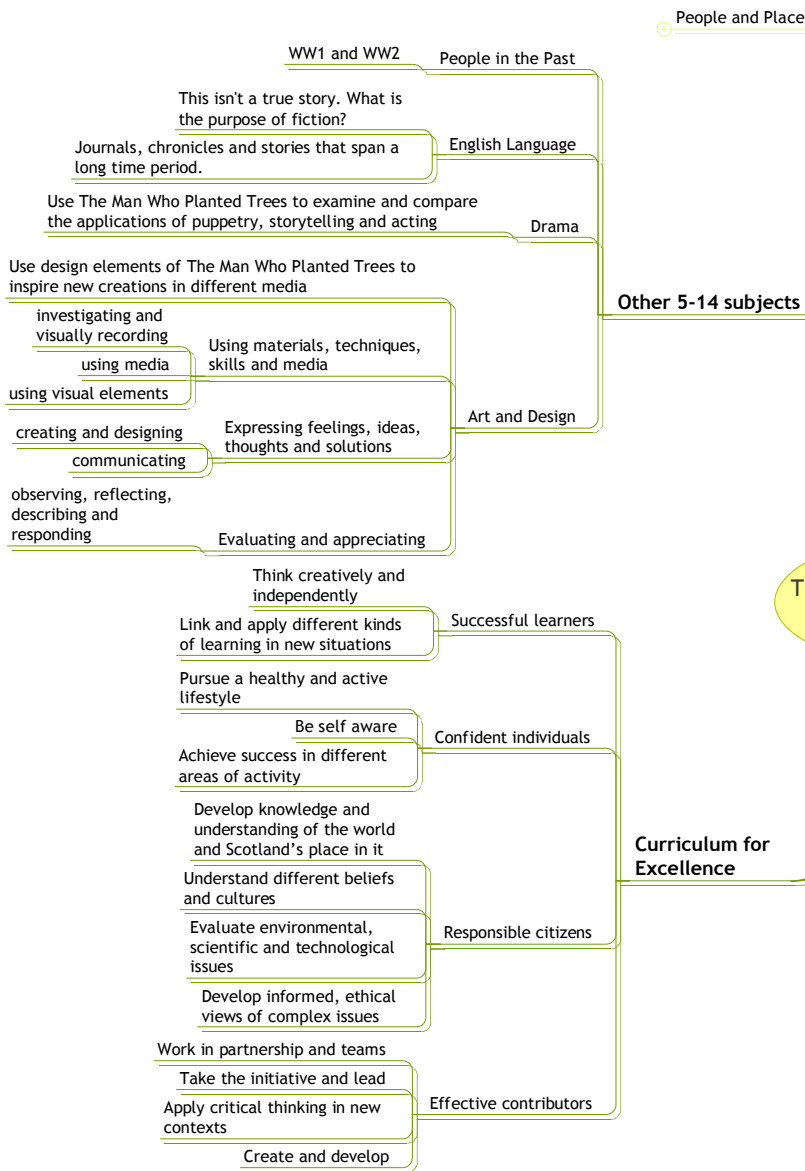 People and Place
WW1 and WW2
People in the Past
This isn't a true story. What is
the purpose of fiction?
Journals, chronicles and stories that span a
long time period.
English Language
Use The Man Who Planted Trees to examine and compare
the applications of puppetry, storytelling and acting
Drama
Other 5-14 subjects
Use design elements of The Man Who Planted Trees to
inspire new creations in different media
investigating and
visually recording
using media
using visual elements
Using materials, techniques,
skills and media
Art and Design
creating and designing
communicating
Expressing feelings, ideas,
thoughts and solutions
observing, reflecting,
describing and
responding
Evaluating and appreciating
T
Think creatively and
independently
Link and apply different kinds
of learning in new situations
Successful learners
Pursue a healthy and active
lifestyle
Be self aware
Achieve success in different
areas of activity
Confident individuals
Develop knowledge and
understanding of the world
and Scotland’s place in it
Understand different beliefs
and cultures
Evaluate environmental,
scientific and technological
issues
Develop informed, ethical
views of complex issues
Responsible citizens
Curriculum for
Excellence
Work in partnership and teams
Take the initiative and lead
Apply critical thinking in new
contexts
Create and develop
Effective contributors